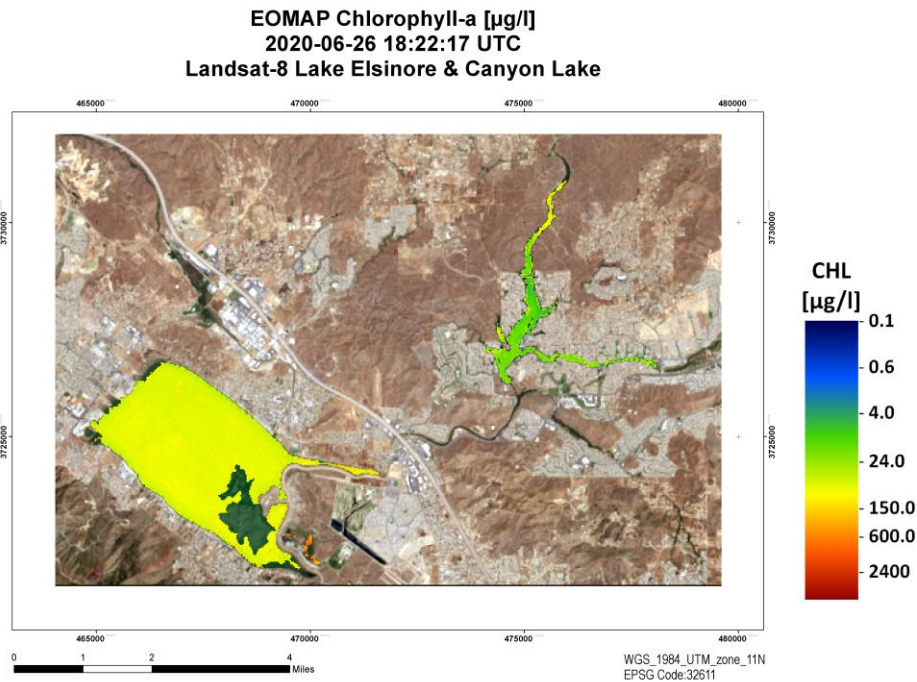 EOMAP Chlorophyll-a [µg/l]
2020-06-26 18:22:17 UTC
Landsat-8 Lake Elsinore & Canyon Lake
465000 470000 475000 480000
3730000 3730000
3725000 3725000
CHL
[µg/l]
0.1
0.6
4.0
24.0
150.0
600.0
2400
465000 470000 475000 480000
0 1 2 4
Miles
WGS_1984_UTM_zone_11N
EPSG Code:32611